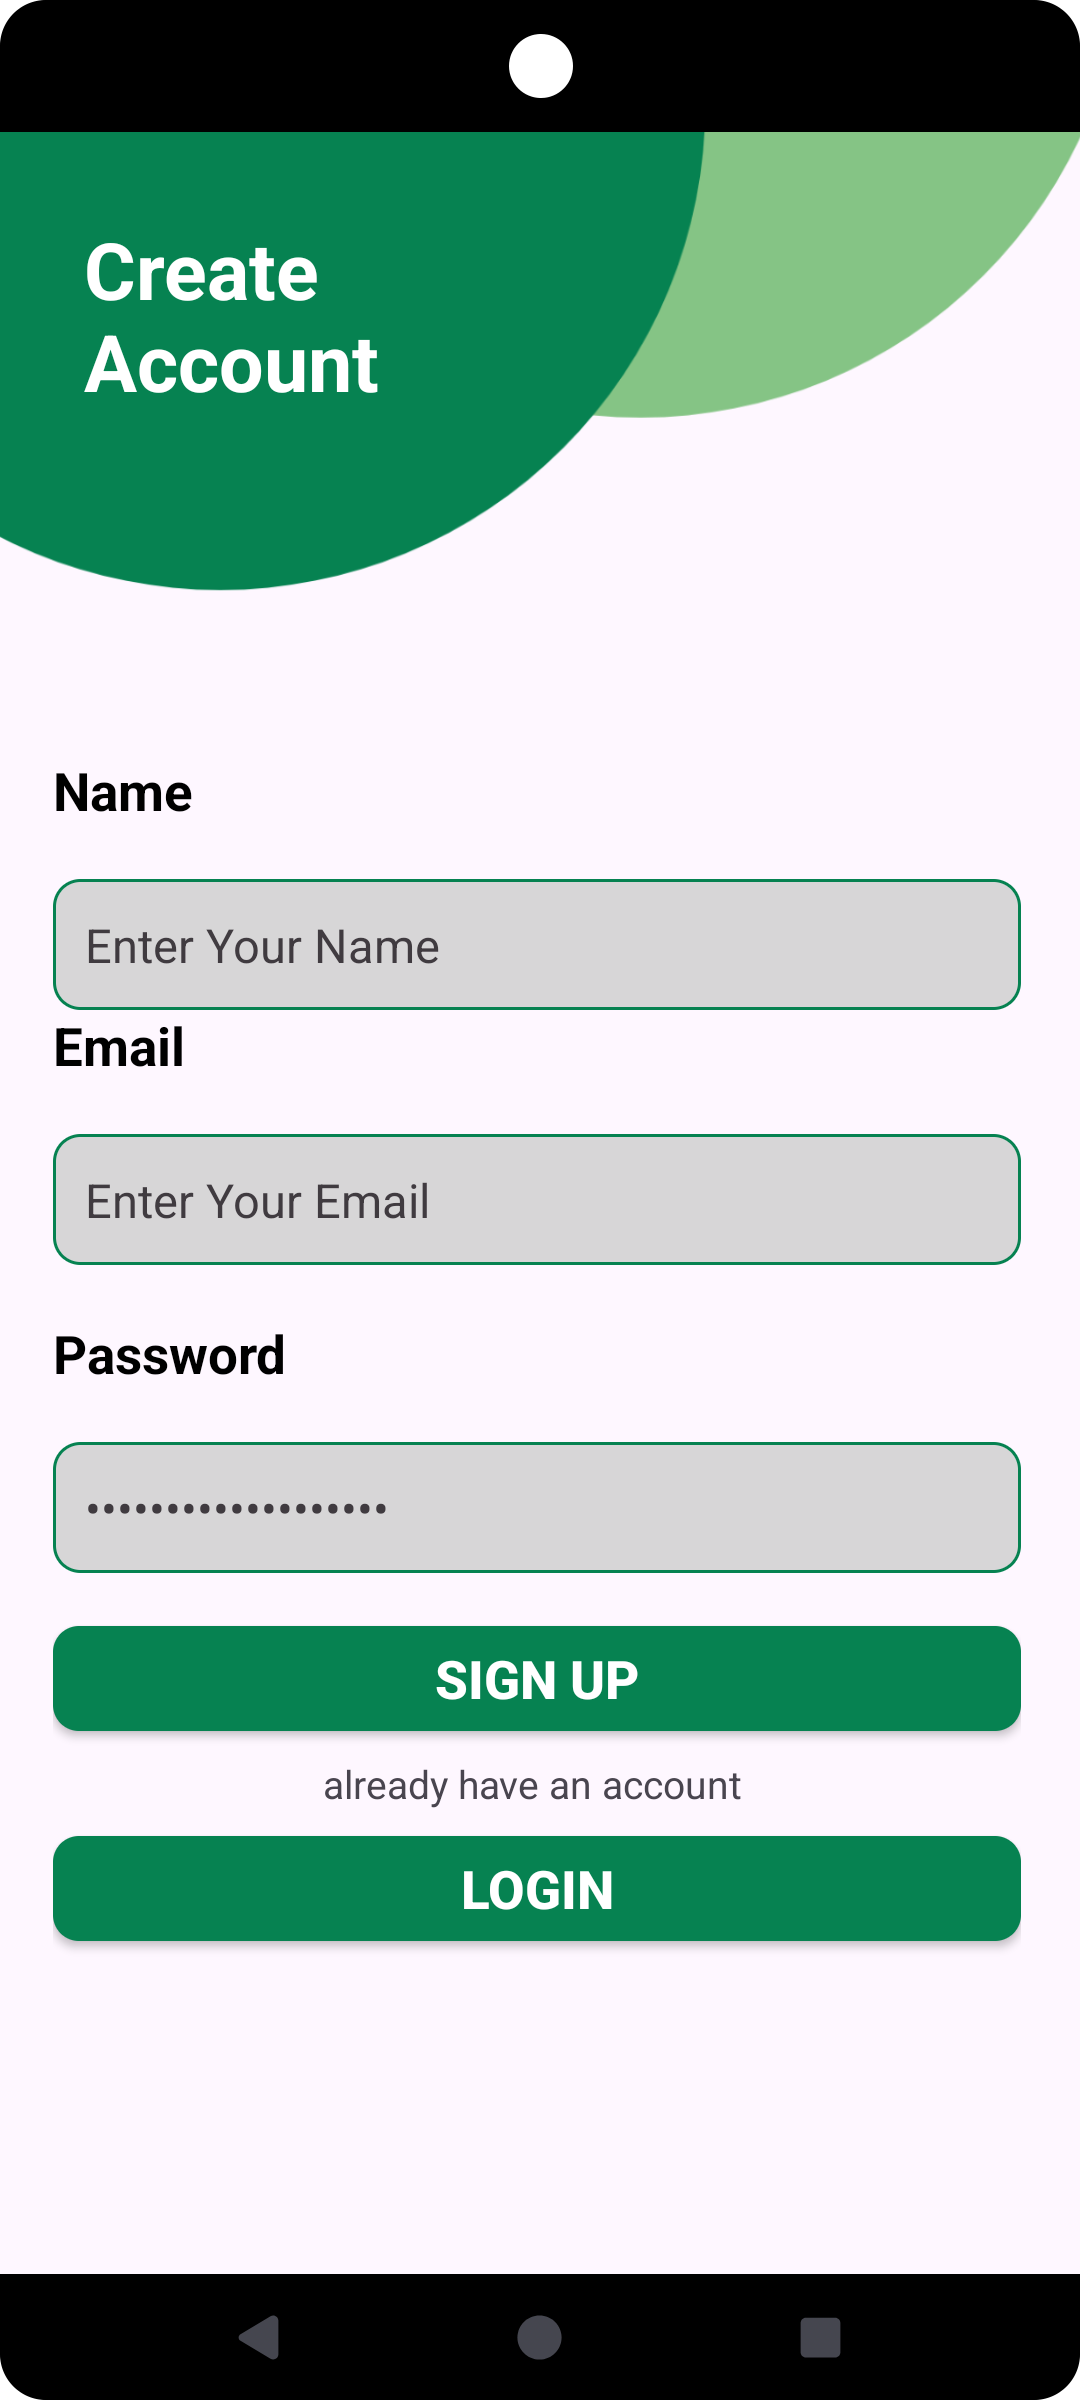 Create
Account
Name
Enter Your Name
Email
Enter Your Email
Password
•••••••••••••••••••
SIGN UP
already have an account
LOGIN